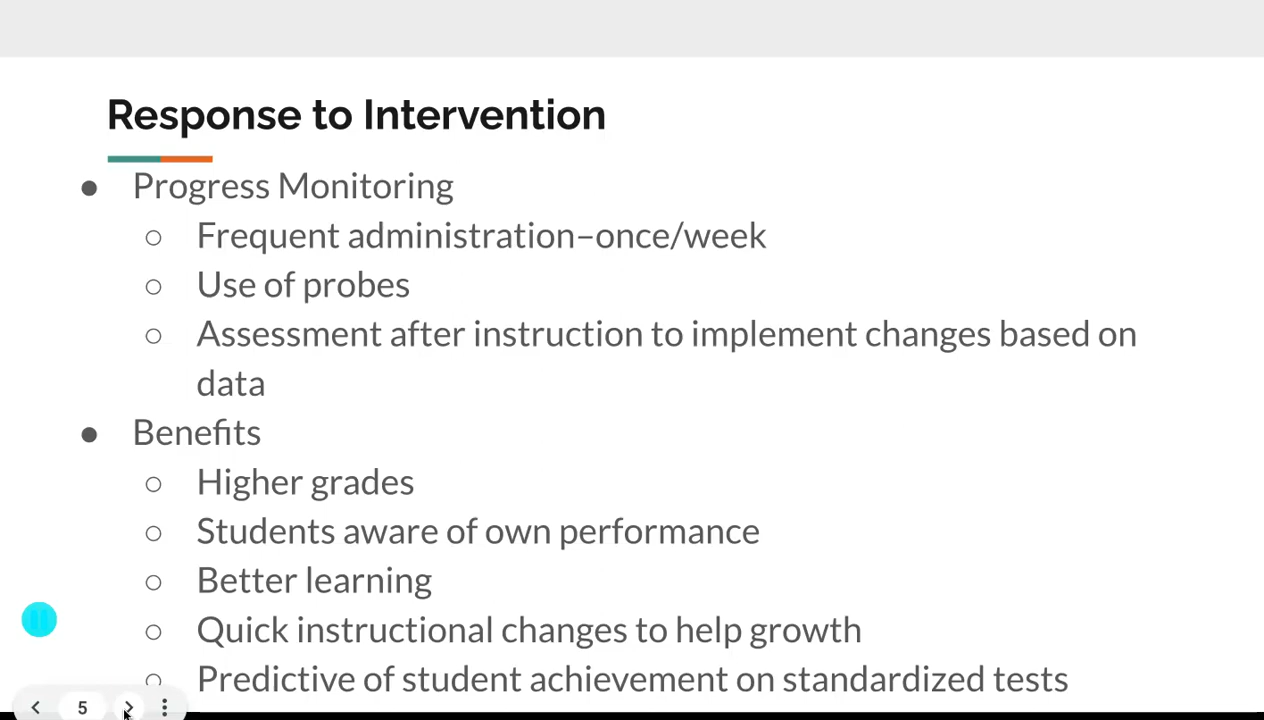 Response to Intervention
● Progress Monitoring
○ Frequent administration–once/week
○ Use of probes
○ Assessment after instruction to implement changes based on
data
● Benefits
○ Higher grades
○ Students aware of own performance
○ Better learning
○ Quick instructional changes to help growth
○ Predictive of student achievement on standardized tests
5